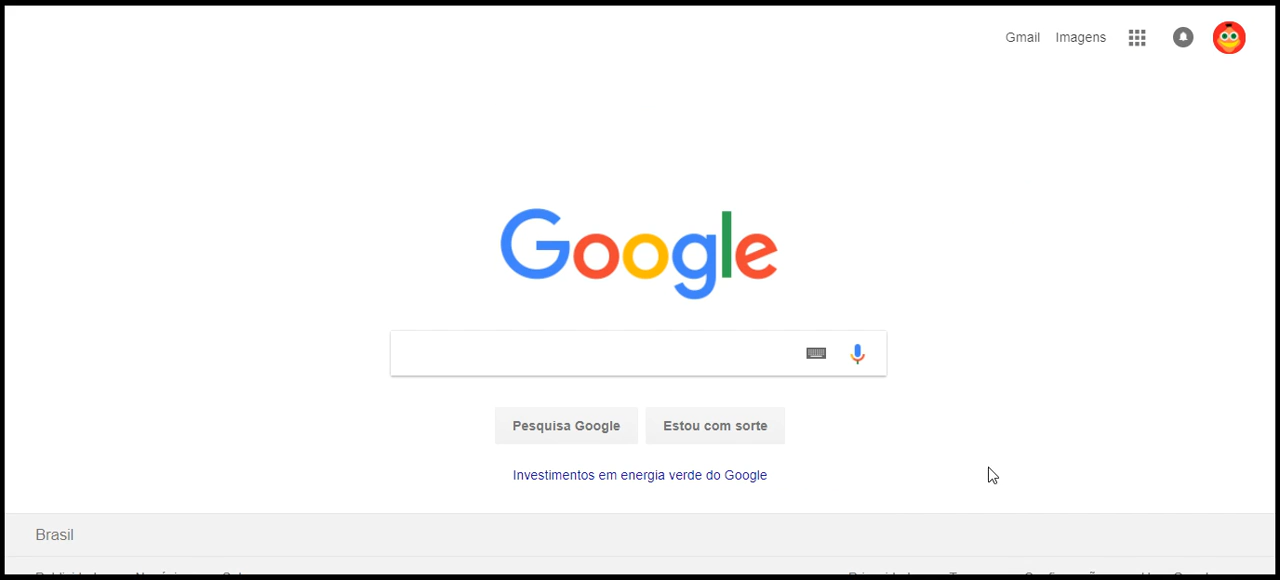 Gmail Imagens
Google
Pesquisa Google Estou com sorte
Investimentos em energia verde do Google
Brasil